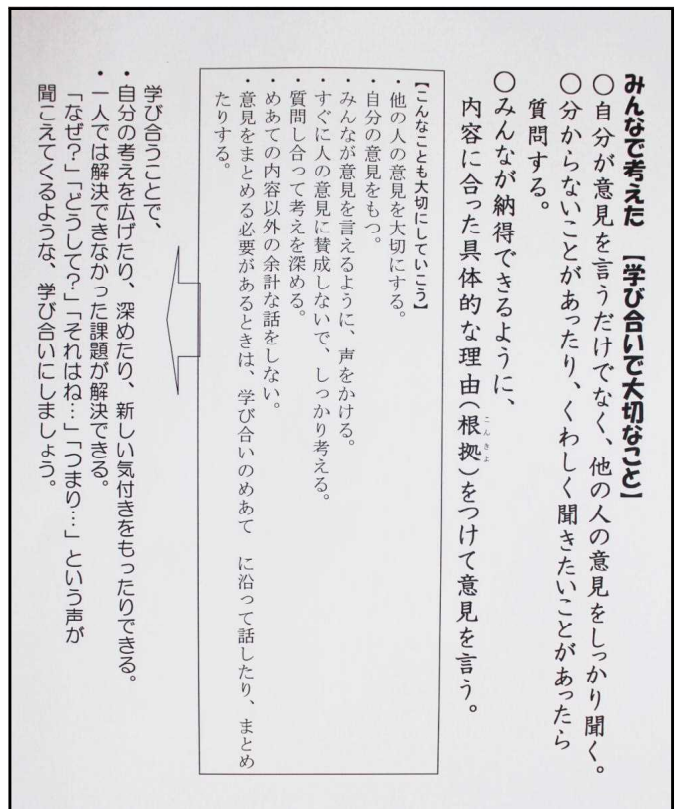 みんなで考えた　【学び合いで大切なこと】
○自分が意見を言うだけでなく、他の人の意見をしっかり聞く。
○分からないことがあったり、くわしく聞きたいことがあったら
質問する。
○みんなが納得できるように、
内容に合った具体的な理由（根拠）をつけて意見を言う。
こんきょ
【こんなことも大切にしていこう】
・他の人の意見を大切にする。
・自分の意見をもつ。
・みんなが意見を言えるように、声をかける。
・すぐに人の意見に賛成しないで、しっかり考える。
・質問し合って考えを深める。
・めあての内容以外の余計な話をしない。
・意見をまとめる必要があるときは、学び合いのめあて　に沿って話したり、まとめ
たりする。
学び合うことで、
・自分の考えを広げたり、深めたり、新しい気付きをもったりできる。
・一人では解決できなかった課題が解決できる。
「なぜ？」「どうして？」「それはね…」「つまり…」という声が
聞こえてくるような、学び合いにしましょう。